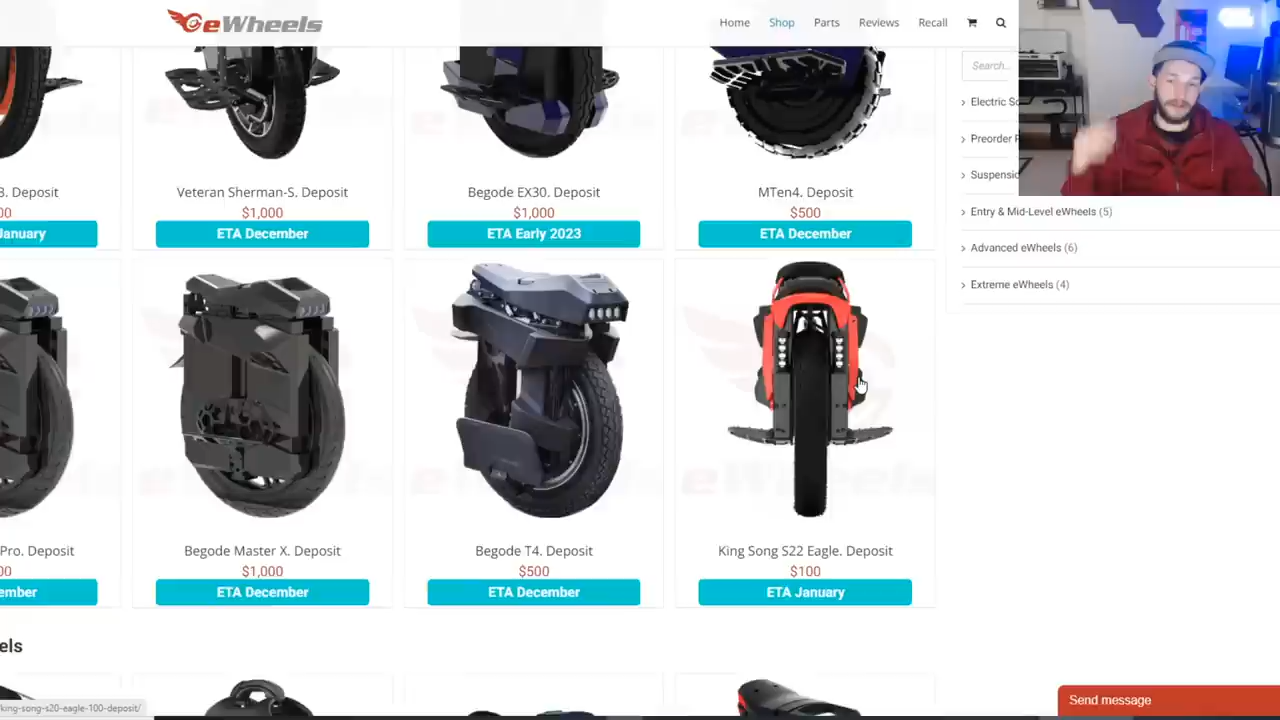 eWheels
Home
Shop
Parts
Reviews
Recall
Search...
Electric Sc
Preorder
Suspensio
Entry & Mid-Level eWheels (5)
Advanced eWheels (6)
Extreme eWheels (4)
3. Deposit
00
January
Veteran Sherman-S. Deposit
$1,000
ETA December
Begode EX30. Deposit
$1,000
ETA Early 2023
MTen4. Deposit
$500
ETA December
Pro. Deposit
00
ember
Begode Master X. Deposit
$1,000
ETA December
Begode T4. Deposit
$500
ETA December
King Song S22 Eagle. Deposit
$100
ETA January
els
/king-song-s20-eagle-100-deposit/
Send message